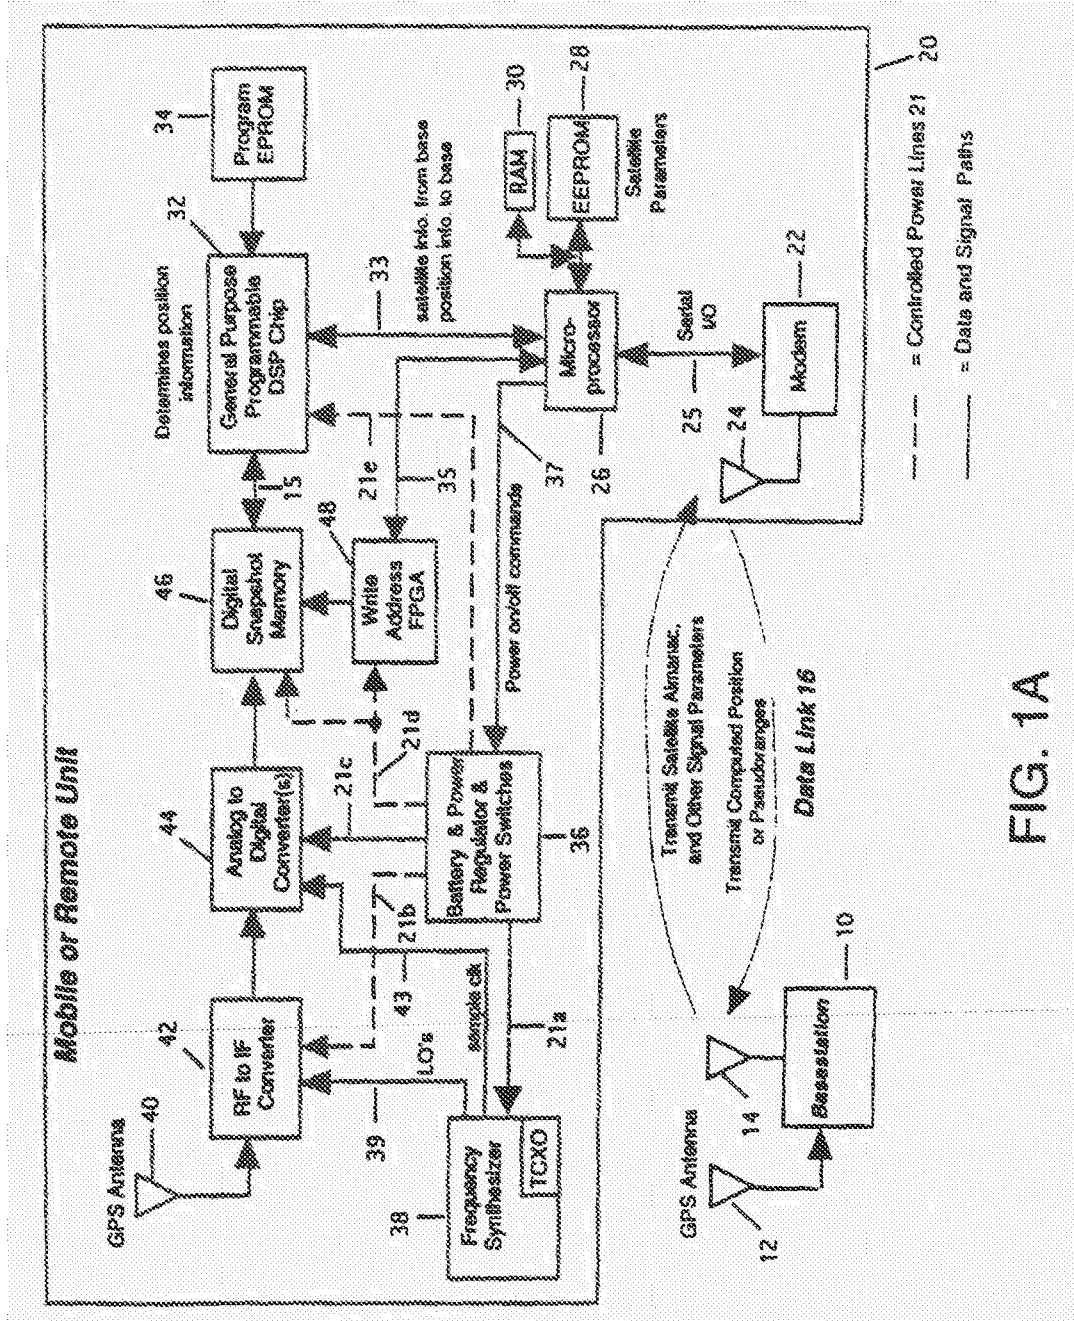 Mobile or Remote Unit
GPS Antenna
40
42
RF to IF
Converter
44
Analog to
Digital
Converter(s)
46
Digital
Snapshot
Memory
15
Determines position
information
32
General Purpose
Programmable
DSP Chip
34
Program
EPROM
39
LO's
43
sample clk
21b
21c
21d
48
Write
Address
FPGA
21e
35
33
satellite info. from base
position info. to base
38
Frequency
Synthesizer
TCXO
21a
Battery & Power
Regulator &
Power Switches
36
Power on/off commands
37
Micro-
processor
26
RAM
30
EEPROM
28
Satellite
Parameters
25
Serial
I/O
24
Modem
22
20
GPS Antenna
12
14
Basestation
10
Transmit Satellite Almanac,
and Other Signal Parameters
Transmit Computed Position
or Pseudoranges
Data Link 16
= Controlled Power Lines 21
= Data and Signal Paths
FIG. 1A